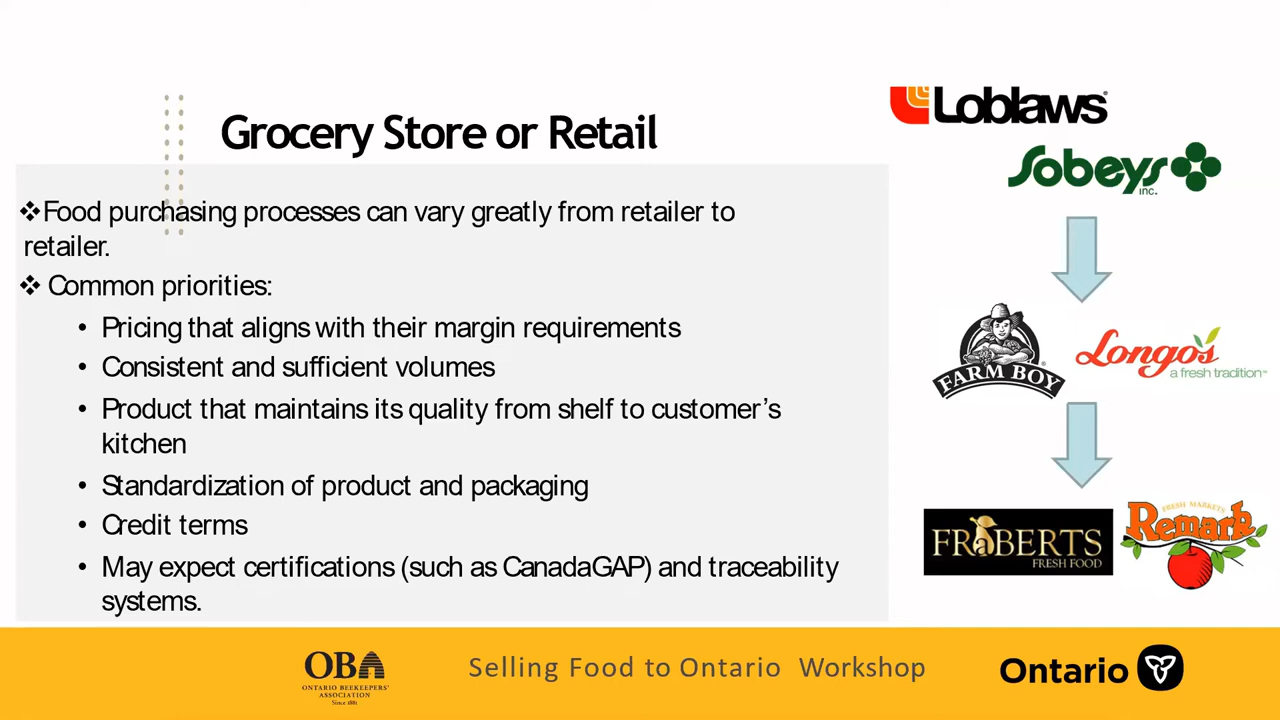 Grocery Store or Retail
❖Food purchasing processes can vary greatly from retailer to
retailer.
❖ Common priorities:
• Pricing that aligns with their margin requirements
• Consistent and sufficient volumes
• Product that maintains its quality from shelf to customer's
kitchen
• Standardization of product and packaging
• Credit terms
• May expect certifications (such as CanadaGAP) and traceability
systems.
Loblaws
Sobeys
inc.
FARM BOY
Longo's
a fresh tradition™
FRaBERTS
FRESH FOOD
FRESH MARKETS
Remark
OBA
ONTARIO BEEKEEPERS'
ASSOCIATION
Since 1881
Selling Food to Ontario Workshop
Ontario